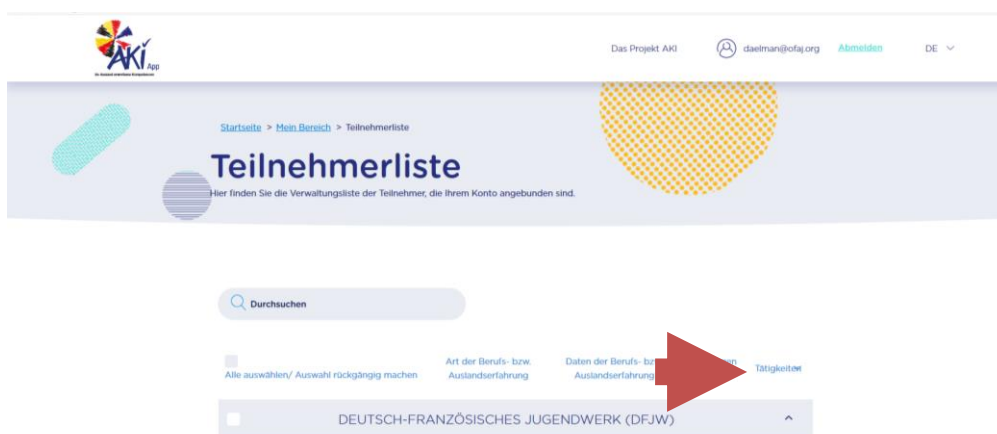 AKI App
Das Projekt AKI
daelman@ofaj.org
Abmelden
DE
Startseite > Mein Bereich > Teilnehmerliste
Teilnehmerliste
Hier finden Sie die Verwaltungsliste der Teilnehmer, die Ihrem Konto angebunden sind.
Durchsuchen
Alle auswählen/ Auswahl rückgängig machen
Art der Berufs- bzw.
Auslandserfahrung
Daten der Berufs-
Auslandserfahrung
Tätigkeiten
DEUTSCH-FRANZÖSISCHES JUGENDWERK (DFJW)